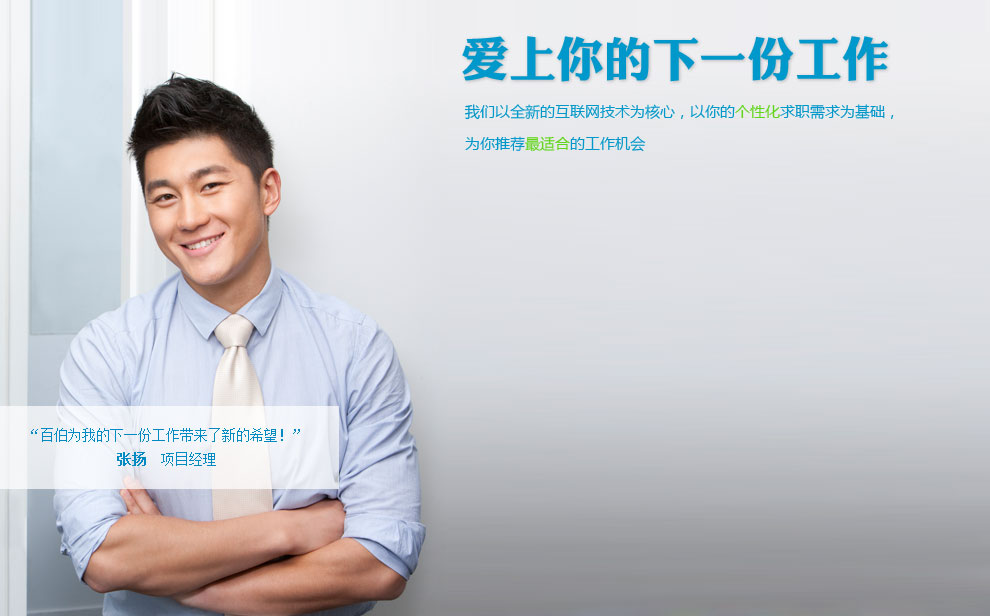 爱上你的下一份工作
我们以全新的互联网技术为核心，以你的个性化求职需求为基础，
为你推荐最适合的工作机会
“百伯为我的下一份工作带来了新的希望！”
张扬 项目经理